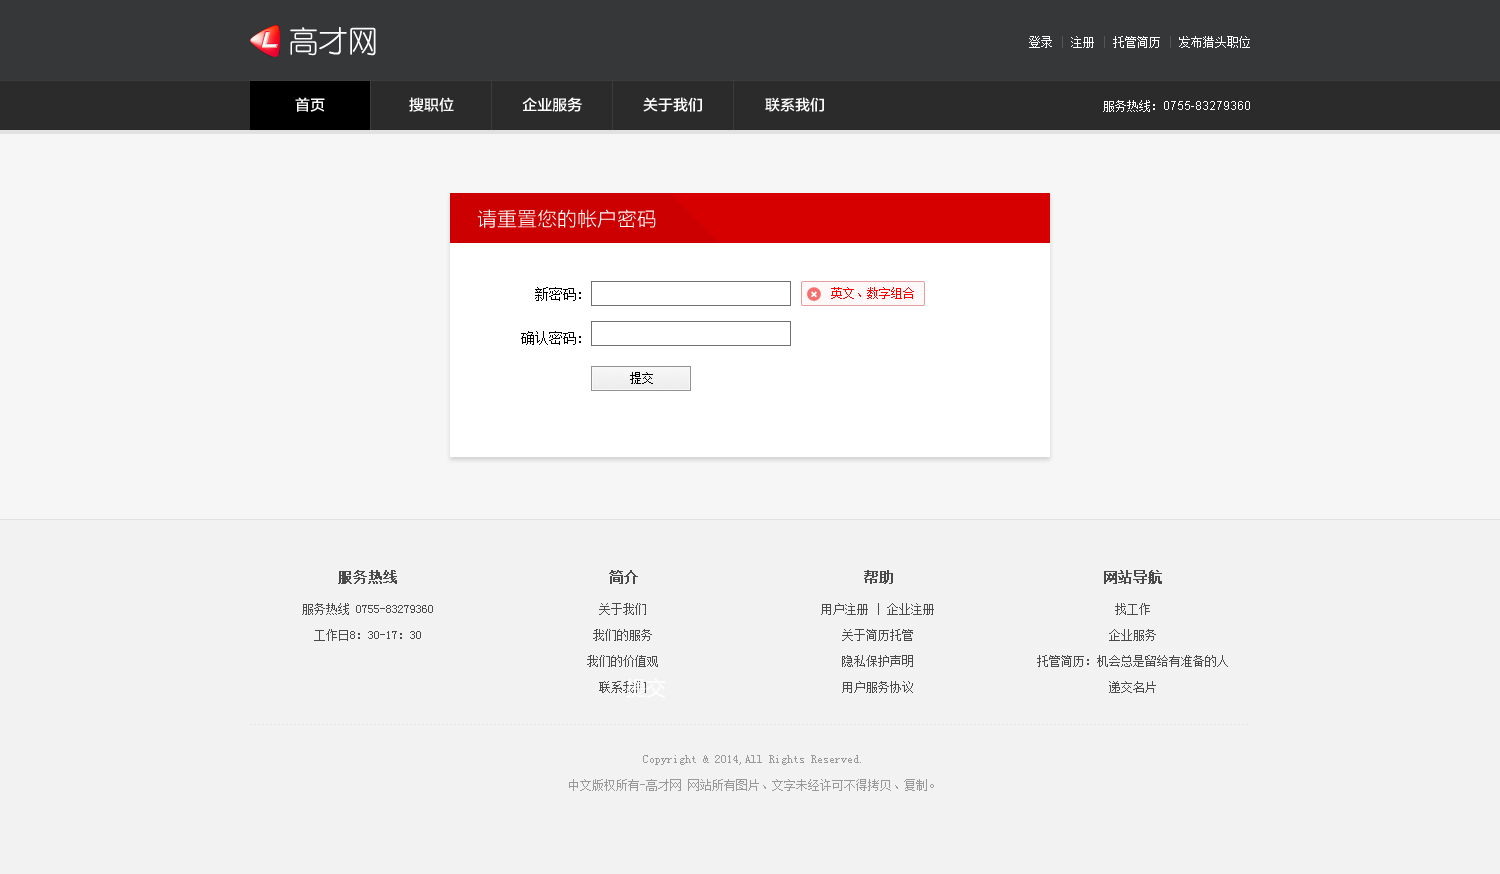 高才网
登录 | 注册 | 托管简历 | 发布猎头职位
首页 搜职位 企业服务 关于我们 联系我们 服务热线：0755-83279360
请重置您的帐户密码
新密码： 英文、数字组合
确认密码：
提交
服务热线 简介 帮助 网站导航
服务热线 0755-83279360 关于我们 用户注册 | 企业注册 找工作
工作日8：30-17：30 我们的服务 关于简历托管 企业服务
我们的价值观 隐私保护声明 托管简历：机会总是留给有准备的人
联系我们 提交 用户服务协议 递交名片
Copyright & 2014,All Rights Reserved.
中文版权所有-高才网 网站所有图片、文字未经许可不得拷贝、复制。